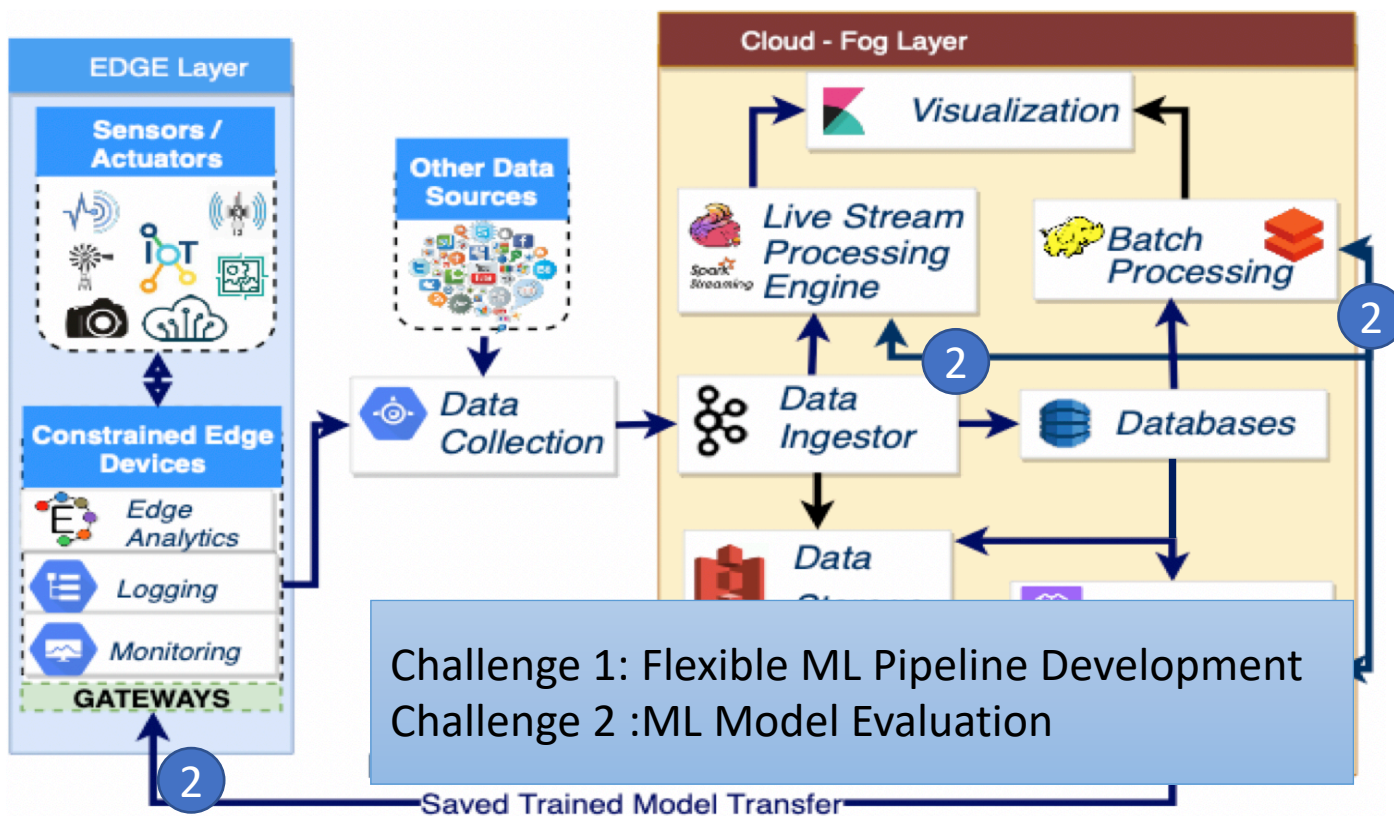 EDGE Layer
Sensors /
Actuators
IoT
Constrained Edge
Devices
Edge
Analytics
Logging
Monitoring
GATEWAYS
2
Other Data
Sources
Data
Collection
Cloud - Fog Layer
Visualization
Live Stream
Processing
Engine
Spark
Streaming
Batch
Processing
2
2
Data
Ingestor
Databases
Data
Challenge 1: Flexible ML Pipeline Development
Challenge 2 :ML Model Evaluation
Saved Trained Model Transfer